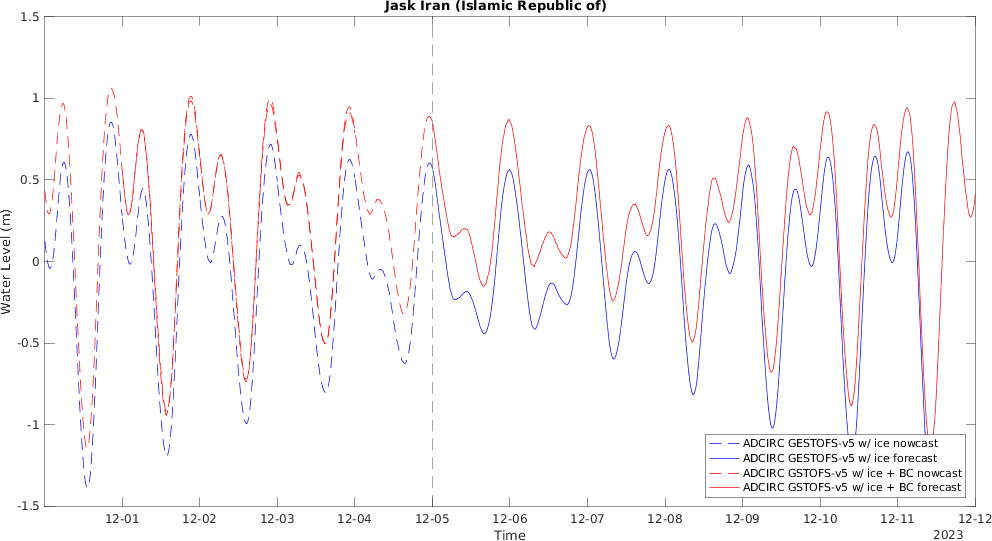 Jask Iran (Islamic Republic of)
Water Level (m)
1.5
1
0.5
0
-0.5
-1
-1.5
ADCIRC GESTOFS-v5 w/ ice nowcast
ADCIRC GESTOFS-v5 w/ ice forecast
ADCIRC GSTOFS-v5 w/ ice + BC nowcast
ADCIRC GSTOFS-v5 w/ ice + BC forecast
12-01 12-02 12-03 12-04 12-05 12-06 12-07 12-08 12-09 12-10 12-11 12-12
Time
2023